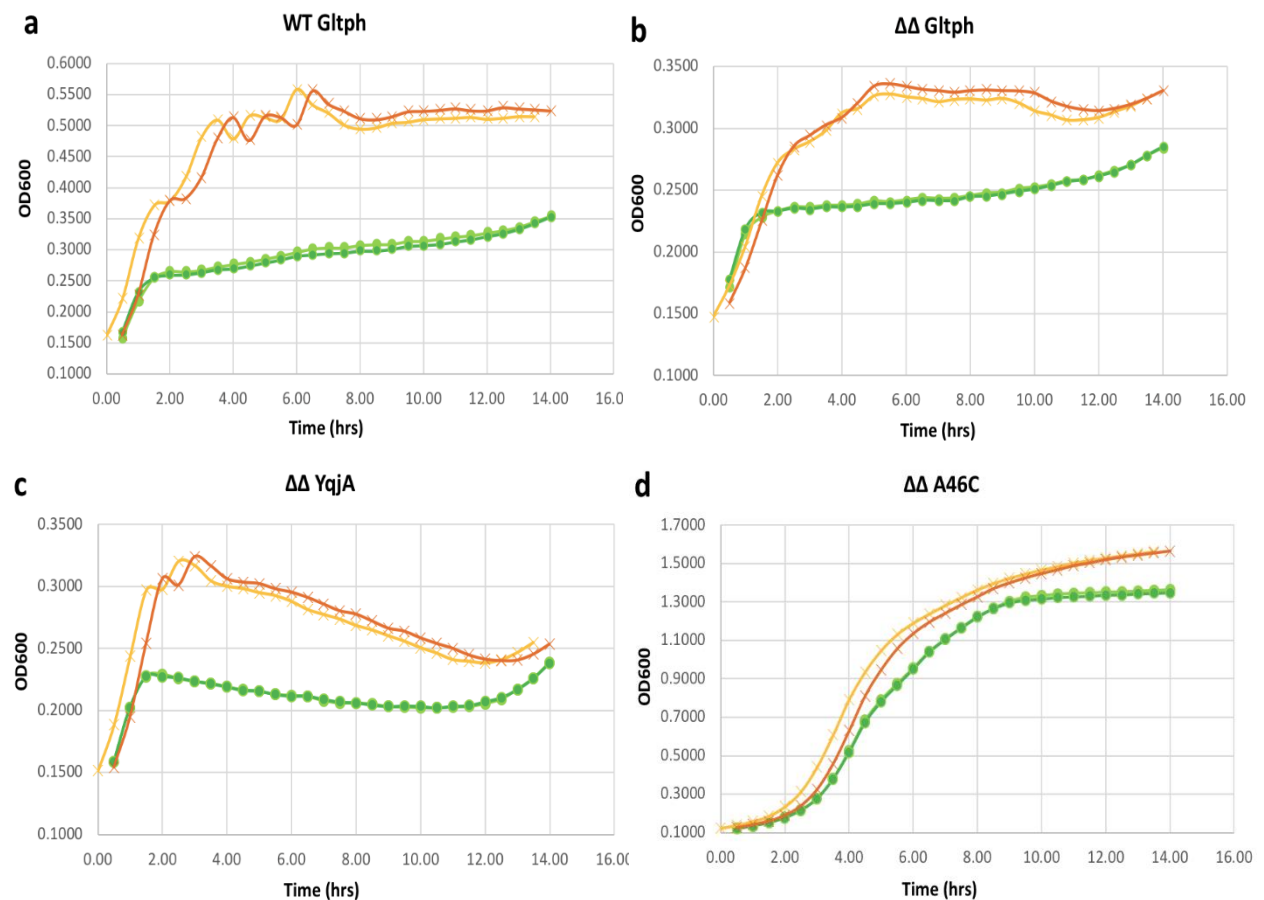 a
WT Gltph
OD600
0.6000
0.5500
0.5000
0.4500
0.4000
0.3500
0.3000
0.2500
0.2000
0.1500
0.1000
0.00 2.00 4.00 6.00 8.00 10.00 12.00 14.00 16.0
Time (hrs)
b
ΔΔ Gltph
OD600
0.3500
0.3000
0.2500
0.2000
0.1500
0.1000
0.00 2.00 4.00 6.00 8.00 10.00 12.00 14.00 16.00
Time (hrs)
c
ΔΔ YqjA
OD600
0.3500
0.3000
0.2500
0.2000
0.1500
0.1000
0.00 2.00 4.00 6.00 8.00 10.00 12.00 14.00 16.0
Time (hrs)
d
ΔΔ A46C
OD600
1.7000
1.5000
1.3000
1.1000
0.9000
0.7000
0.5000
0.3000
0.1000
0.00 2.00 4.00 6.00 8.00 10.00 12.00 14.00 16.00
Time (hrs)